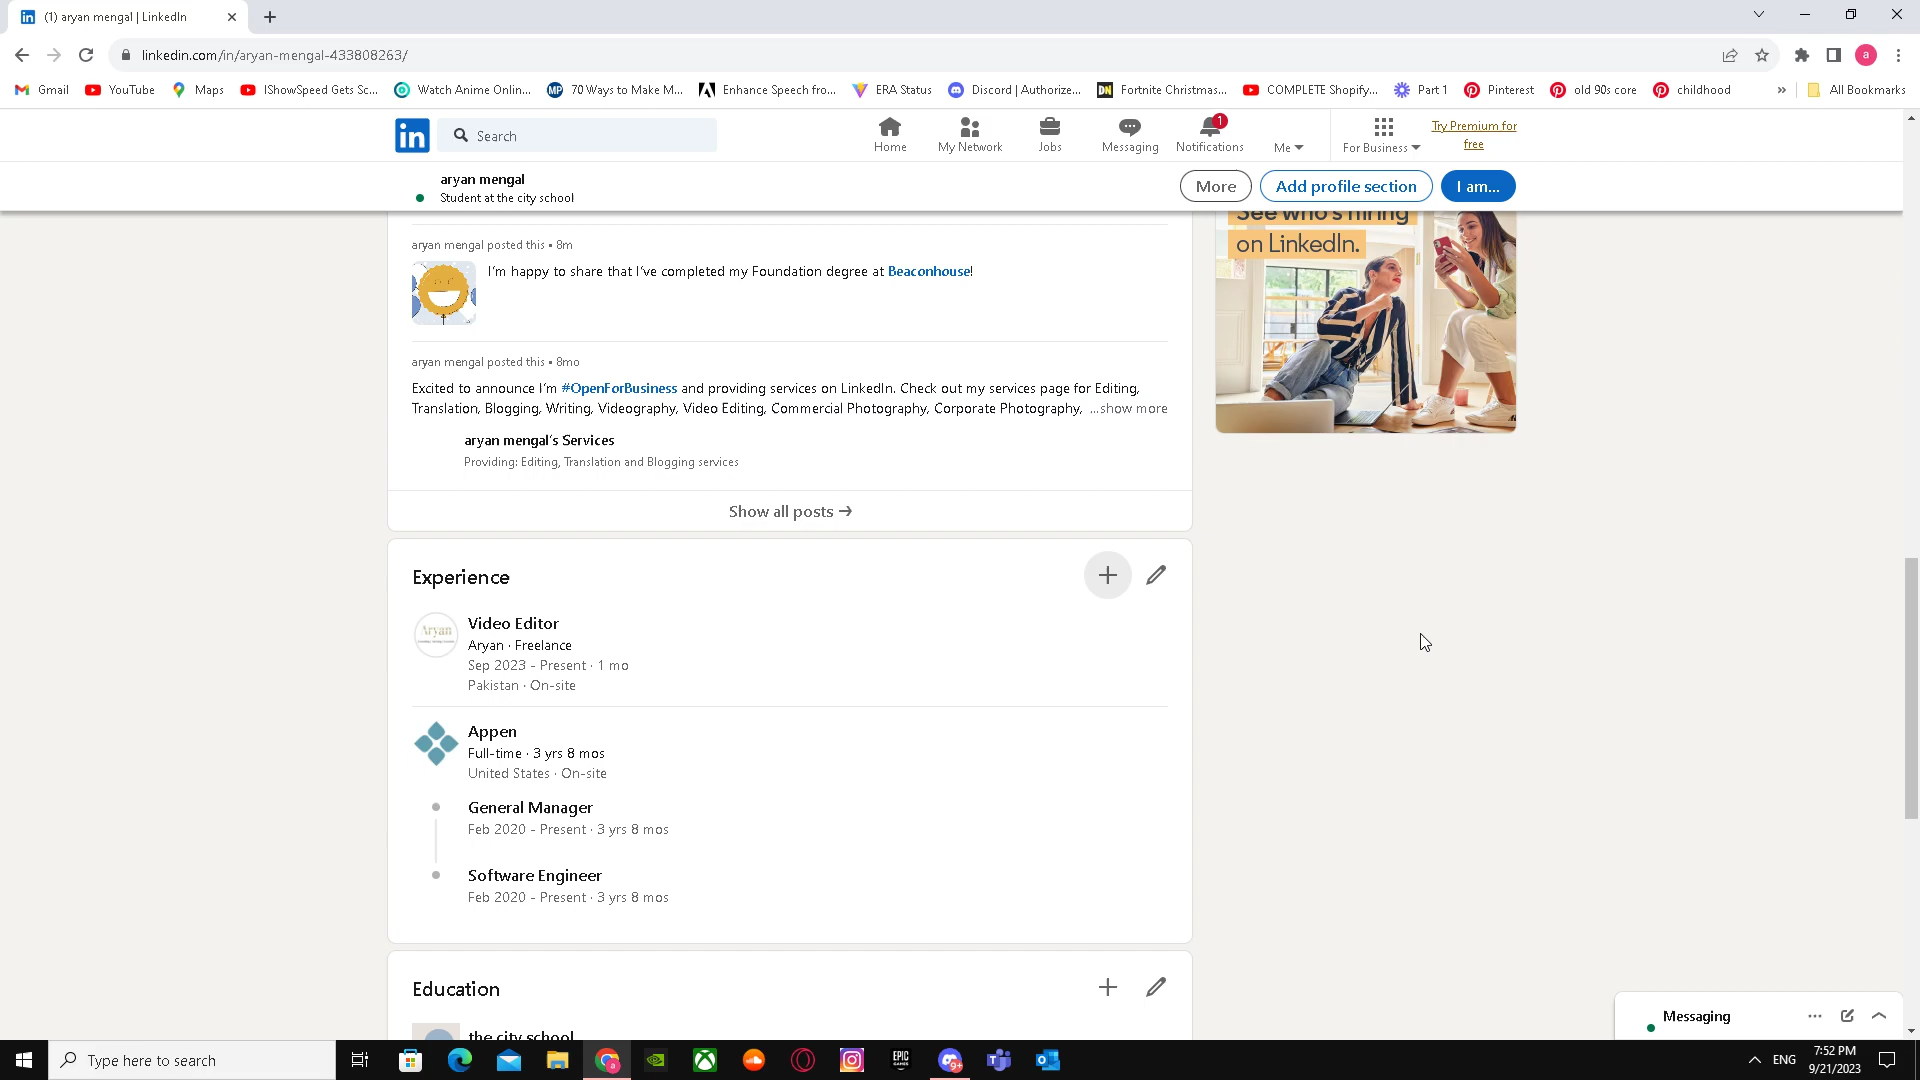 (1) aryan mengal | LinkedIn
linkedin.com/in/aryan-mengal-433808263/
a
Gmail
YouTube
Maps
IShowSpeed Gets Sc...
Watch Anime Onlin...
70 Ways to Make M...
Enhance Speech fro...
ERA Status
Discord | Authorize...
Fortnite Christmas...
COMPLETE Shopify...
Part 1
Pinterest
old 90s core
childhood
»
All Bookmarks
in
Search
Home
My Network
Jobs
Messaging
1
Notifications
Me
For Business
Try Premium for
free
aryan mengal
Student at the city school
More
Add profile section
I am...
See who's hiring
on LinkedIn.
aryan mengal posted this • 8m
I'm happy to share that I've completed my Foundation degree at Beaconhouse!
aryan mengal posted this • 8mo
Excited to announce I'm #OpenForBusiness and providing services on LinkedIn. Check out my services page for Editing,
Translation, Blogging, Writing, Videography, Video Editing, Commercial Photography, Corporate Photography, ...show more
aryan mengal's Services
Providing: Editing, Translation and Blogging services
Show all posts →
Experience
Aryan
Video Editor
Aryan · Freelance
Sep 2023 - Present · 1 mo
Pakistan · On-site
Appen
Full-time · 3 yrs 8 mos
United States · On-site
General Manager
Feb 2020 - Present · 3 yrs 8 mos
Software Engineer
Feb 2020 - Present · 3 yrs 8 mos
Education
the city school
Messaging
Type here to search
EPIC
GAMES
9+
ENG
7:52 PM
9/21/2023